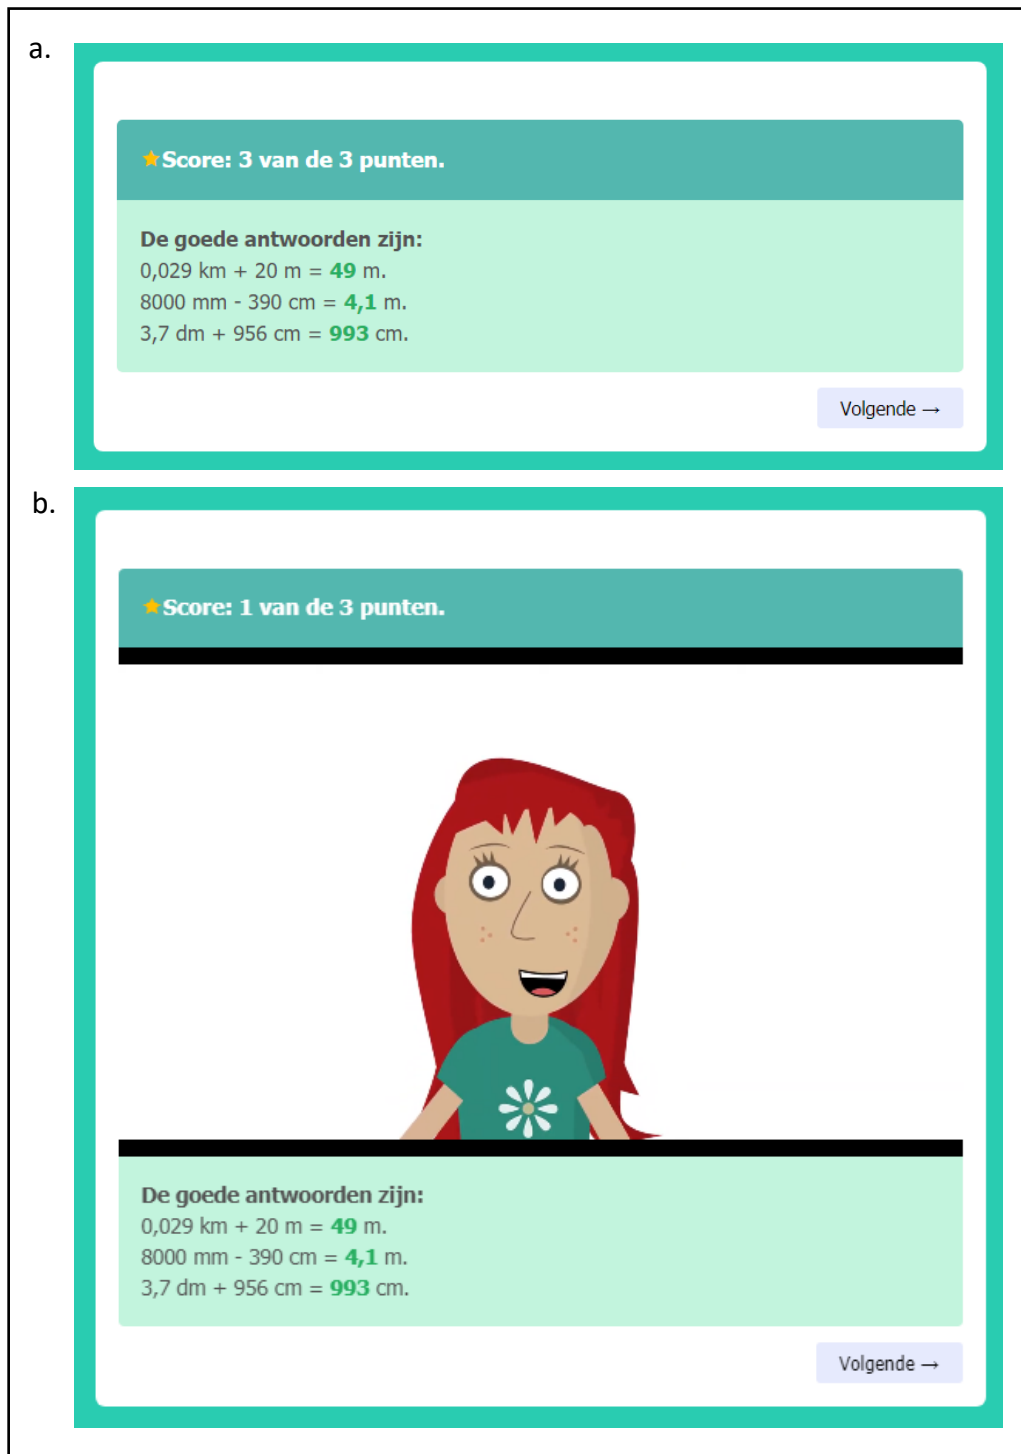 a.
Score: 3 van de 3 punten.
De goede antwoorden zijn:
0,029 km + 20 m = 49 m.
8000 mm - 390 cm = 4,1 m.
3,7 dm + 956 cm = 993 cm.
Volgende →
b.
Score: 1 van de 3 punten.
De goede antwoorden zijn:
0,029 km + 20 m = 49 m.
8000 mm - 390 cm = 4,1 m.
3,7 dm + 956 cm = 993 cm.
Volgende →